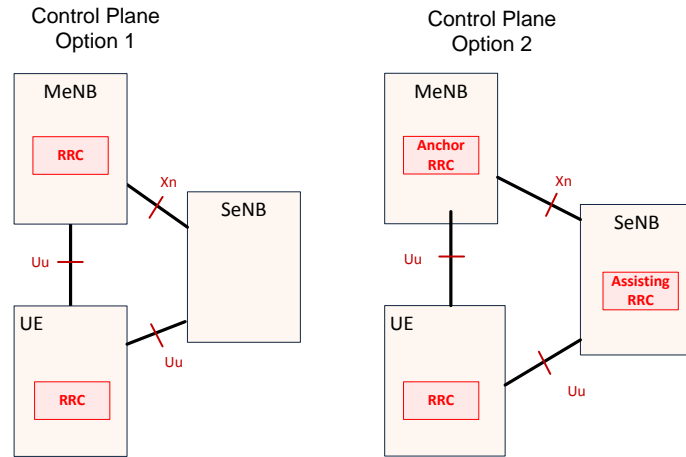 Control Plane
Option 1
MeNB
RRC
Xn
SeNB
Uu
UE
Uu
RRC
Control Plane
Option 2
MeNB
Anchor
RRC
Xn
SeNB
Uu
Assisting
RRC
UE
Uu
RRC